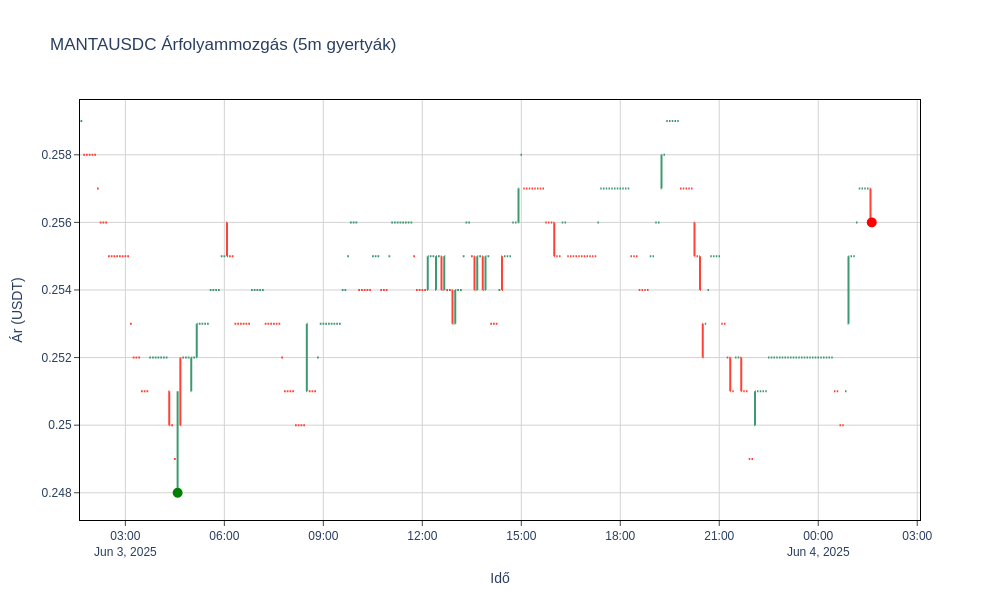 MANTAUSDC Árfolyammozgás (5m gyertyák)
Ár (USDT)
0.258
0.256
0.254
0.252
0.25
0.248
03:00 06:00 09:00 12:00 15:00 18:00 21:00 00:00 03:00
Jun 3, 2025 Jun 4, 2025
Idő